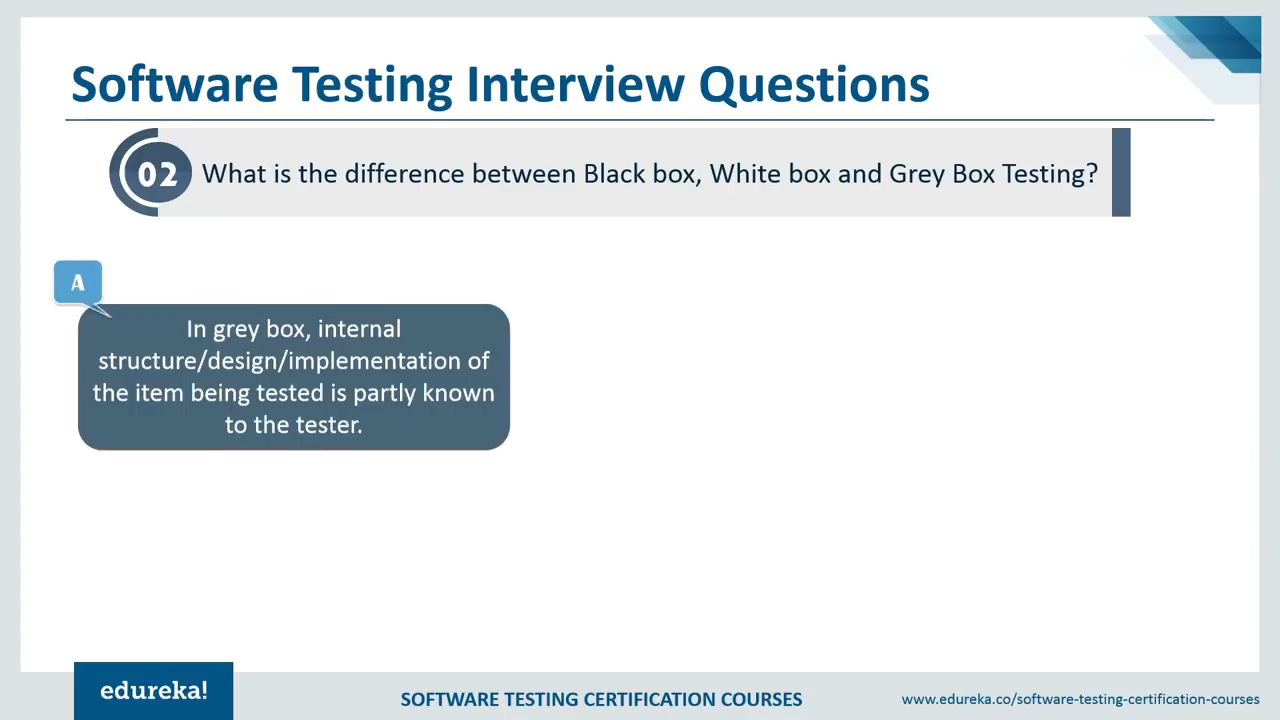 Software Testing Interview Questions
02 What is the difference between Black box, White box and Grey Box Testing?
A
In grey box, internal
structure/design/implementation of
the item being tested is partly known
to the tester.
edureka!
SOFTWARE TESTING CERTIFICATION COURSES
www.edureka.co/software-testing-certification-courses